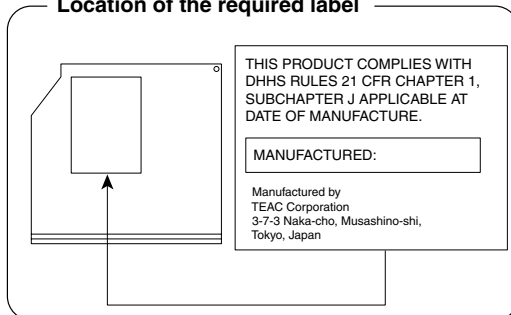 Location of the required label
THIS PRODUCT COMPLIES WITH
DHHS RULES 21 CFR CHAPTER 1,
SUBCHAPTER J APPLICABLE AT
DATE OF MANUFACTURE.
MANUFACTURED:
Manufactured by
TEAC Corporation
3-7-3 Naka-cho, Musashino-shi,
Tokyo, Japan